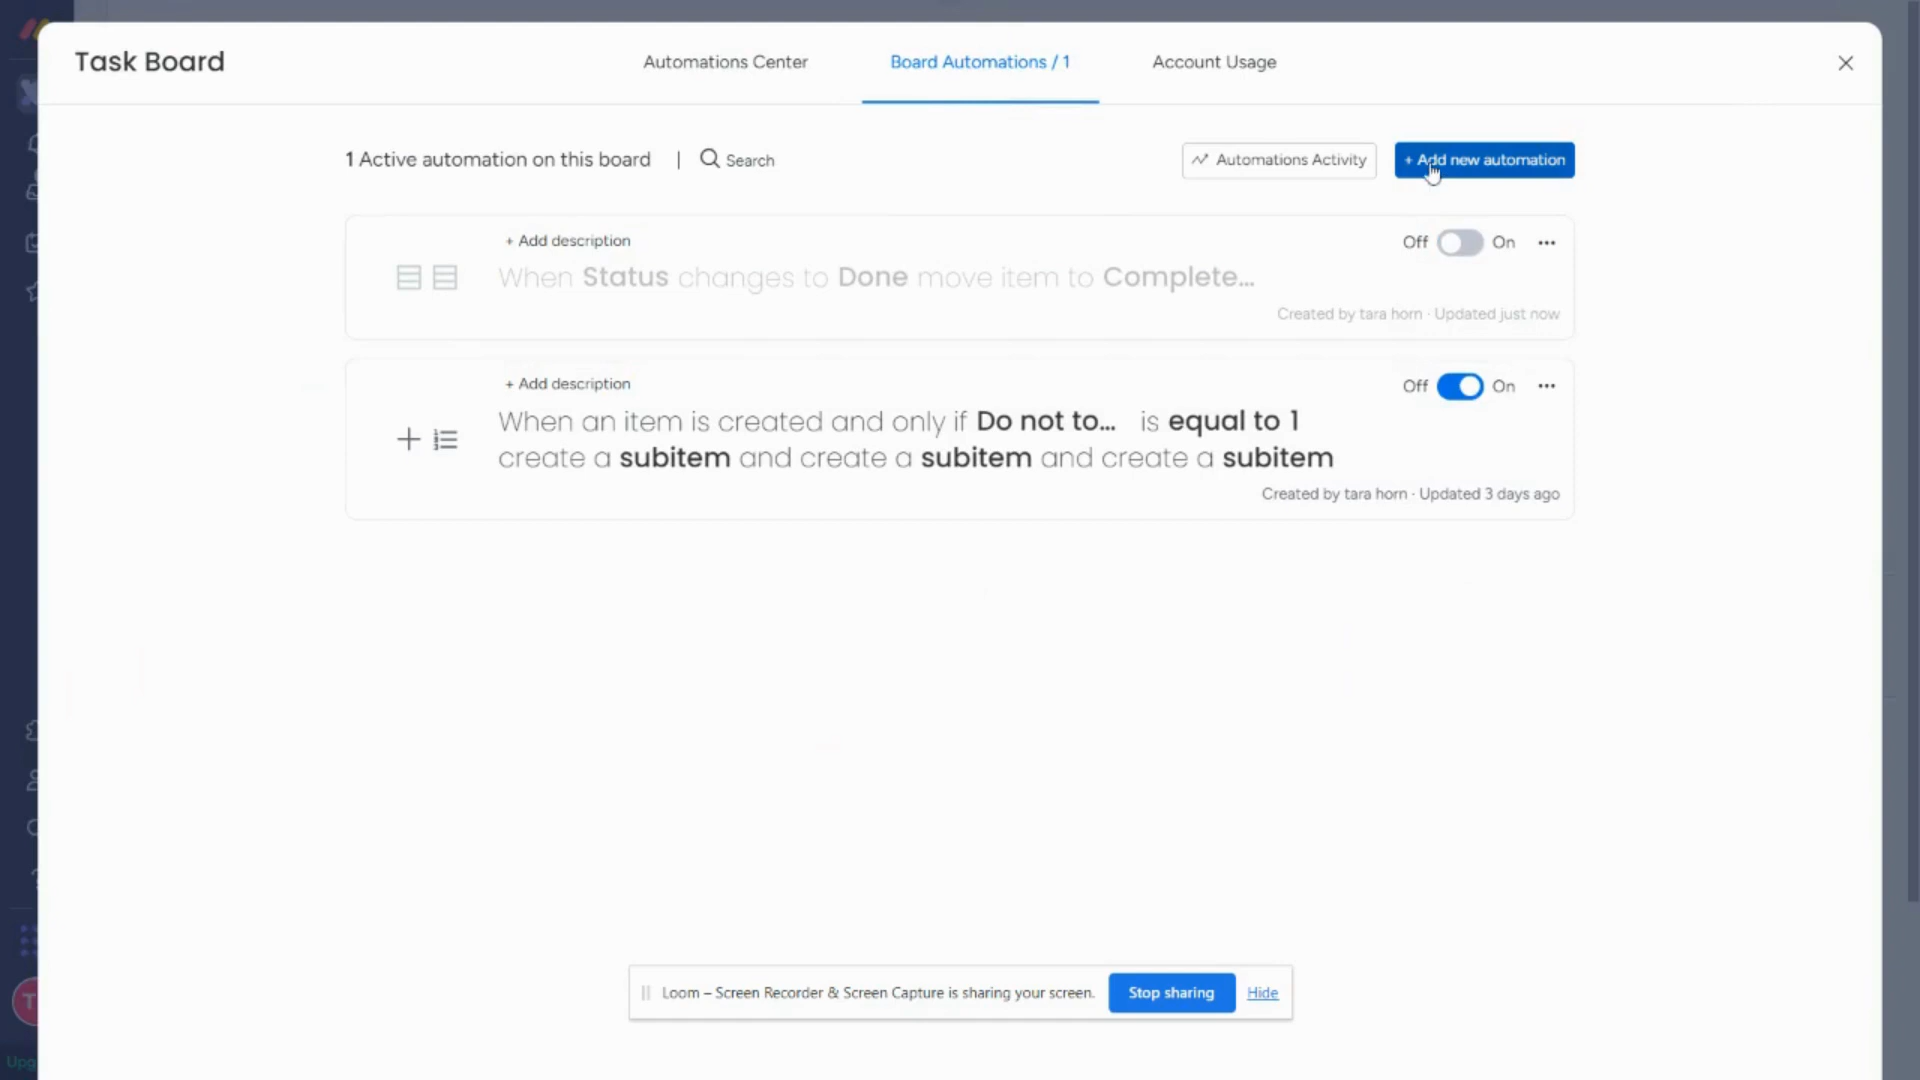 Task Board
Automations Center
Board Automations / 1
Account Usage
1 Active automation on this board
|
Search
Automations Activity
+ Add new automation
+ Add description
Off
On
When Status changes to Done move item to Complete...
Created by tara horn · Updated just now
+ Add description
Off
On
When an item is created and only if Do not to... is equal to 1
create a subitem and create a subitem and create a subitem
Created by tara horn · Updated 3 days ago
Loom – Screen Recorder & Screen Capture is sharing your screen.
Stop sharing
Hide
T
Upg